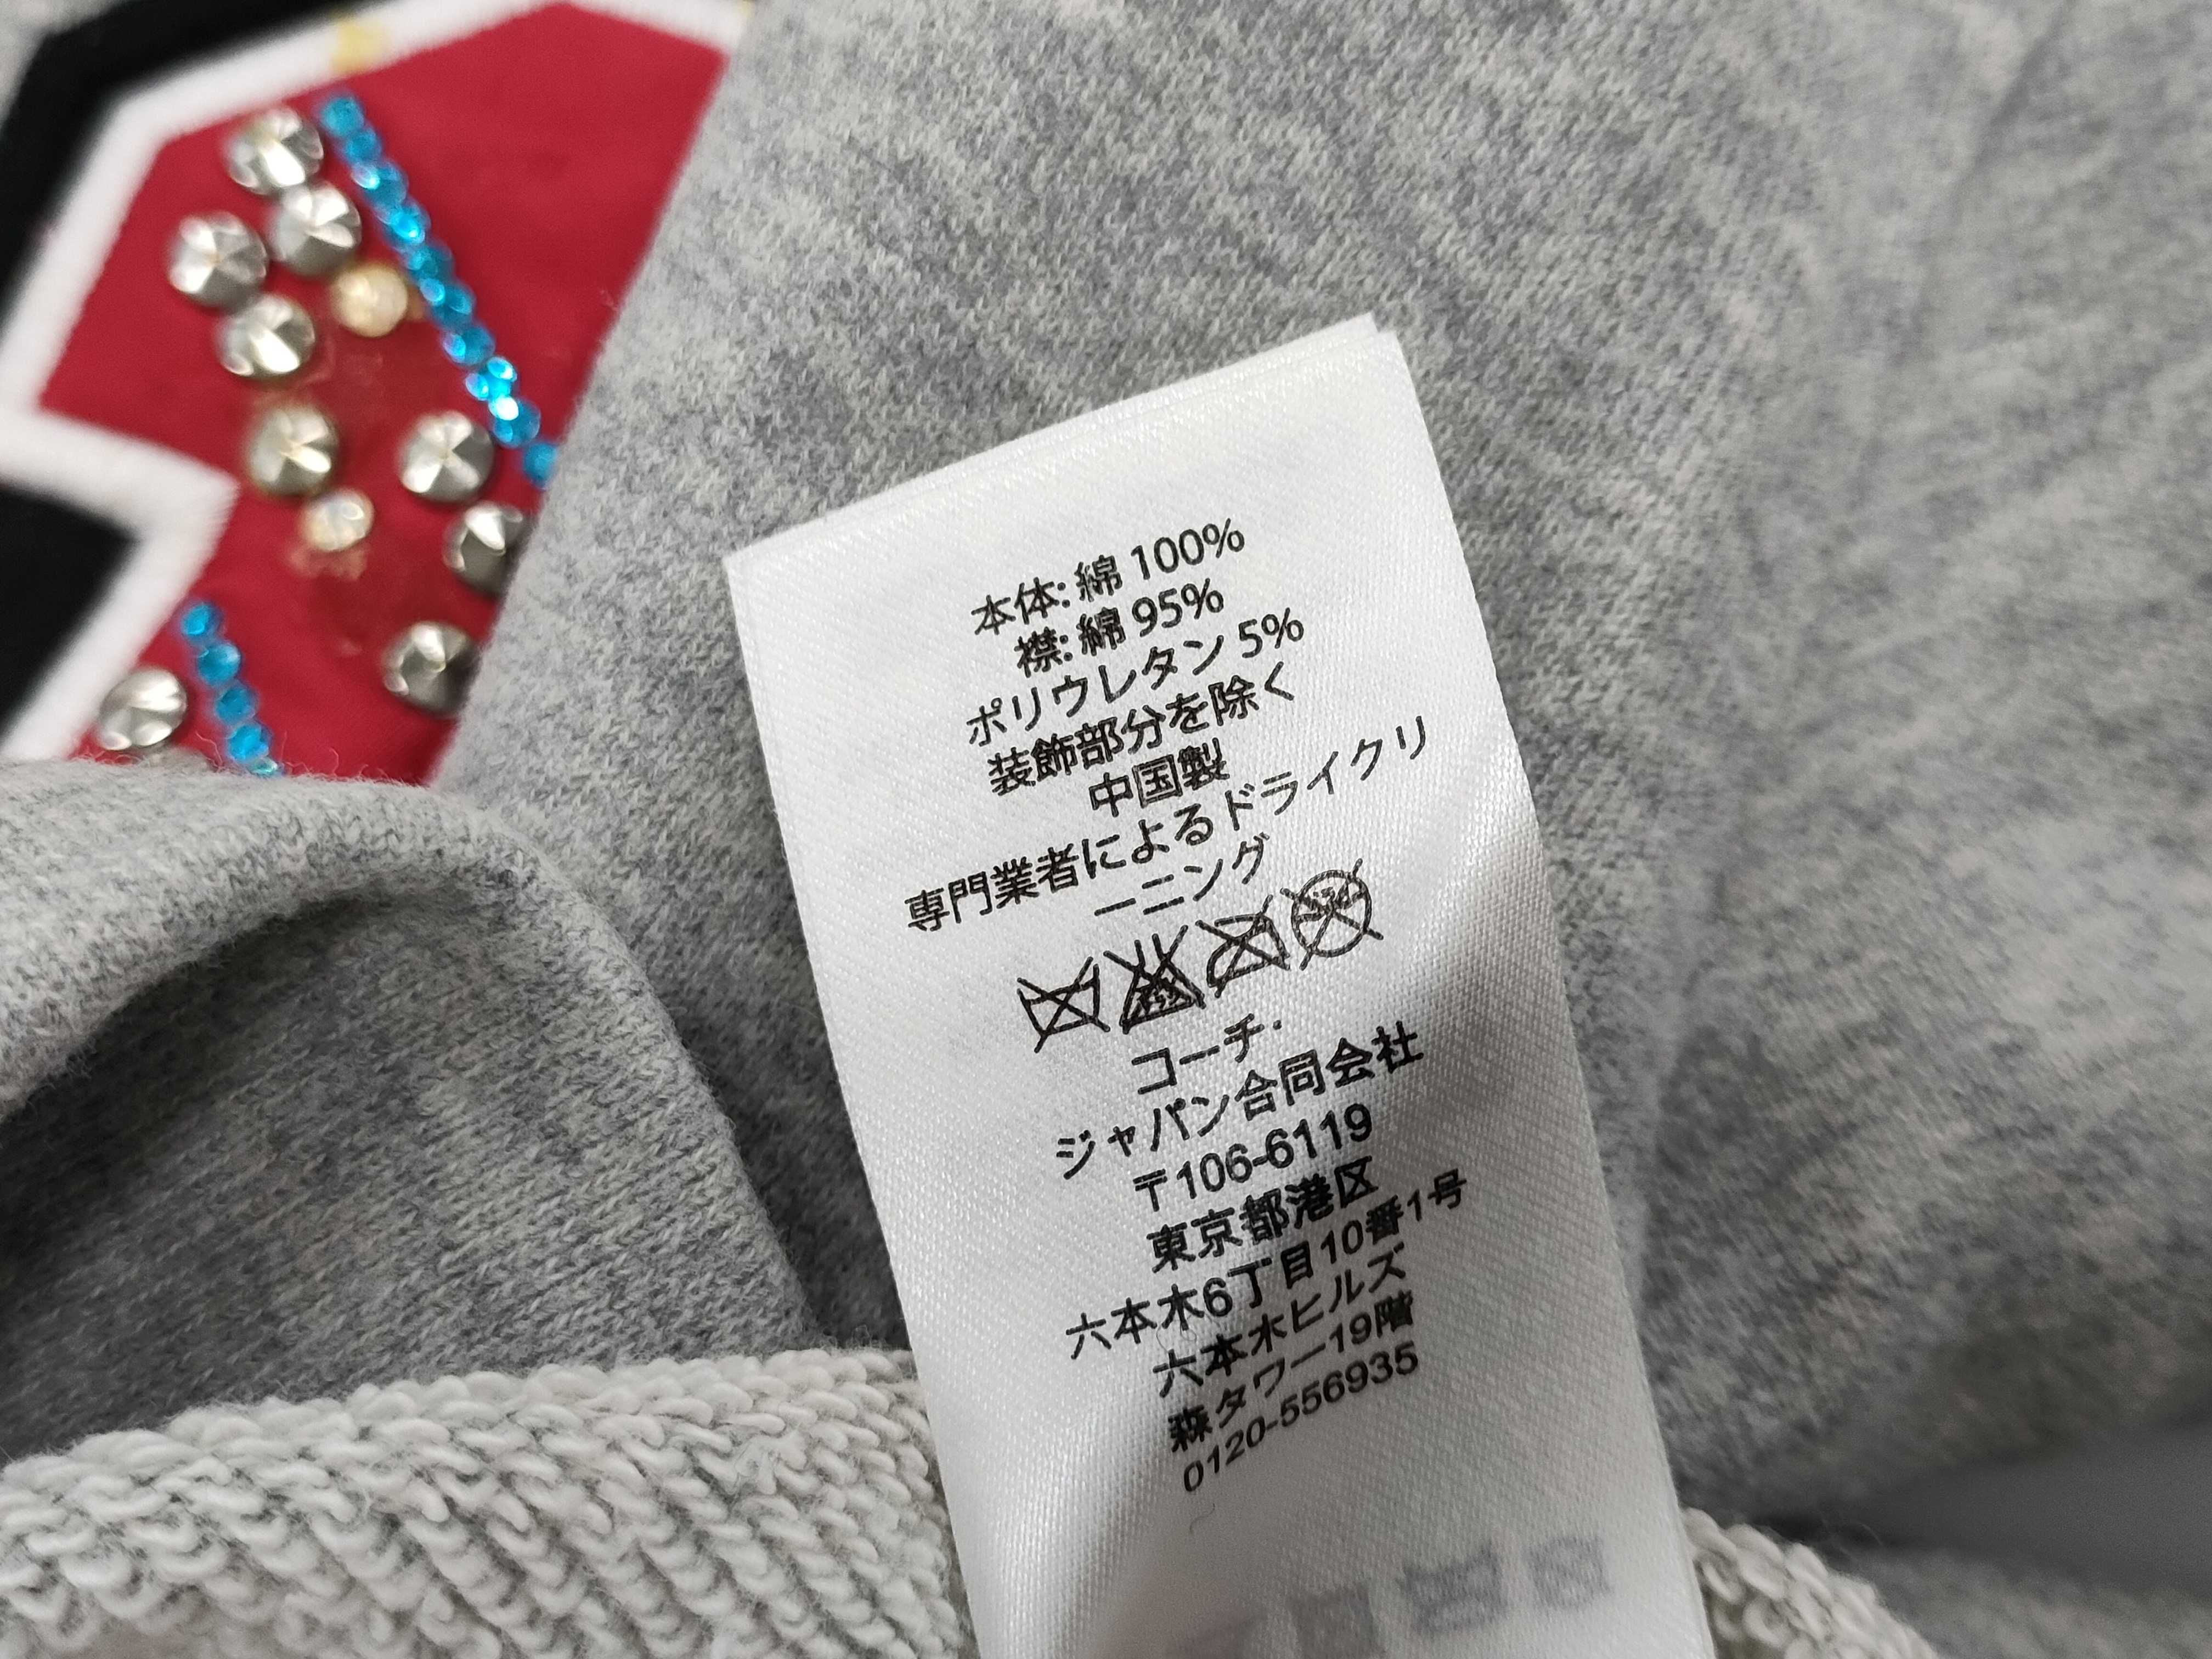 本体: 綿 100%
襟: 綿 95%
ポリウレタン 5%
装飾部分を除く
中国製
専門業者によるドライクリ
ーニング
コーチ・
ジャパン合同会社
〒106-6119
東京都港区
六本木6丁目10番1号
六本木ヒルズ
森タワー19階
0120-556935